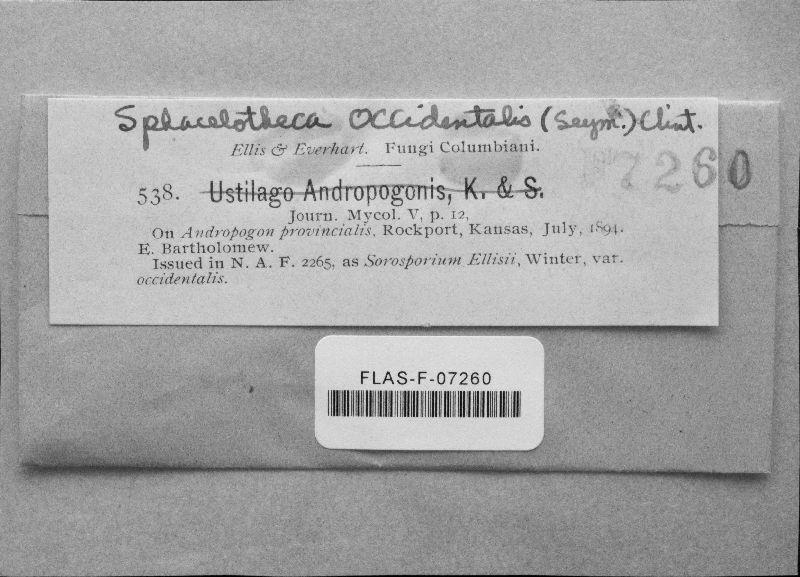 Sphacelotheca occidentalis (Seym.) Clint.
Ellis & Everhart. Fungi Columbiani.
F7260
538. Ustilago Andropogonis, K. & S.
Journ. Mycol. V, p. 12,
On Andropogon provincialis, Rockport, Kansas, July, 1894.
E. Bartholomew.
Issued in N. A. F. 2265, as Sorosporium Ellisii, Winter, var.
occidentalis.
FLAS-F-07260